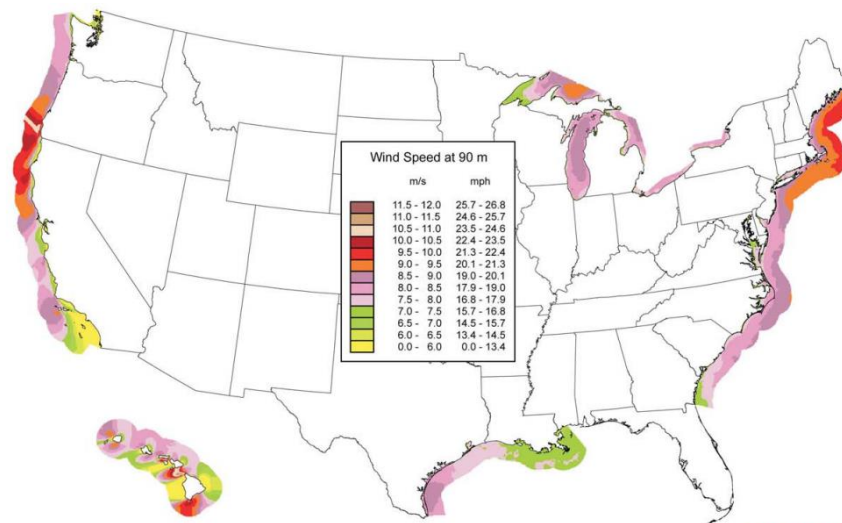 Wind Speed at 90 m
m/s mph
11.5 - 12.0 25.7 - 26.8
11.0 - 11.5 24.6 - 25.7
10.5 - 11.0 23.5 - 24.6
10.0 - 10.5 22.4 - 23.5
9.5 - 10.0 21.3 - 22.4
9.0 - 9.5 20.1 - 21.3
8.5 - 9.0 19.0 - 20.1
8.0 - 8.5 17.9 - 19.0
7.5 - 8.0 16.8 - 17.9
7.0 - 7.5 15.7 - 16.8
6.5 - 7.0 14.5 - 15.7
6.0 - 6.5 13.4 - 14.5
0.0 - 6.0 0.0 - 13.4